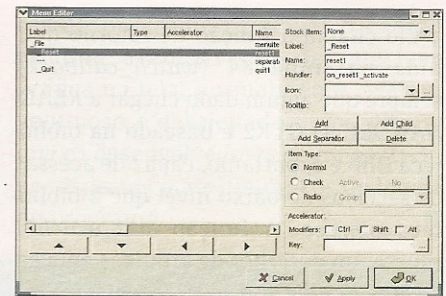 Menu Editor
Label Type Accelerator Name
_File menuite
_Reset reset1
— separat
_Quit quit1
Stock Item: None
Label: _Reset
Name: reset1
Handler: on_reset1_activate
Icon: ...
Tooltip:
Add Add Child
Add Separator Delete
Item Type:
Normal
Check Active: No
Radio Group:
Accelerator:
Modifiers: Ctrl Shift Alt
Key: ...
Cancel Apply OK